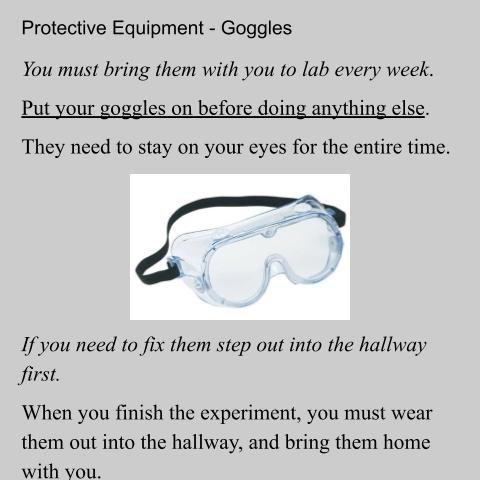 Protective Equipment - Goggles
You must bring them with you to lab every week.
Put your goggles on before doing anything else.
They need to stay on your eyes for the entire time.
If you need to fix them step out into the hallway
first.
When you finish the experiment, you must wear
them out into the hallway, and bring them home
with you.